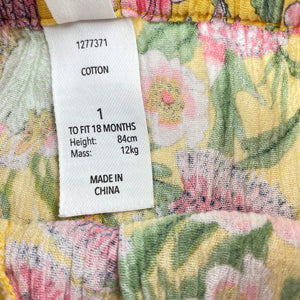 1277371
COTTON
1
TO FIT 18 MONTHS
Height: 84cm
Mass: 12kg
MADE IN
CHINA